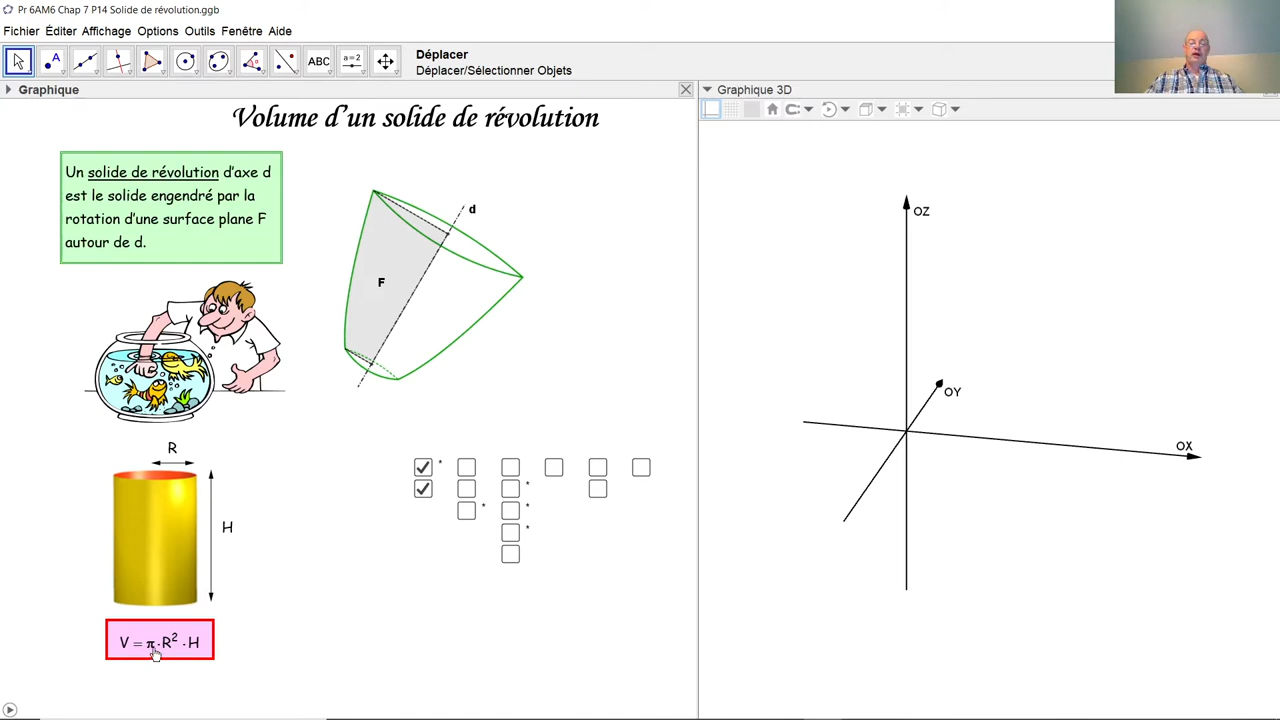 Pr 6AM6 Chap 7 P14 Solide de révolution.ggb
Fichier Éditer Affichage Options Outils Fenêtre Aide
A
ABC
a=2
Déplacer
Déplacer/Sélectionner Objets
Graphique
Graphique 3D
Volume d'un solide de révolution
Un solide de révolution d'axe d
est le solide engendré par la
rotation d'une surface plane F
autour de d.
d
F
R
H
V = π·R² ·H
* 
*
* *
*
OZ
OY
OX